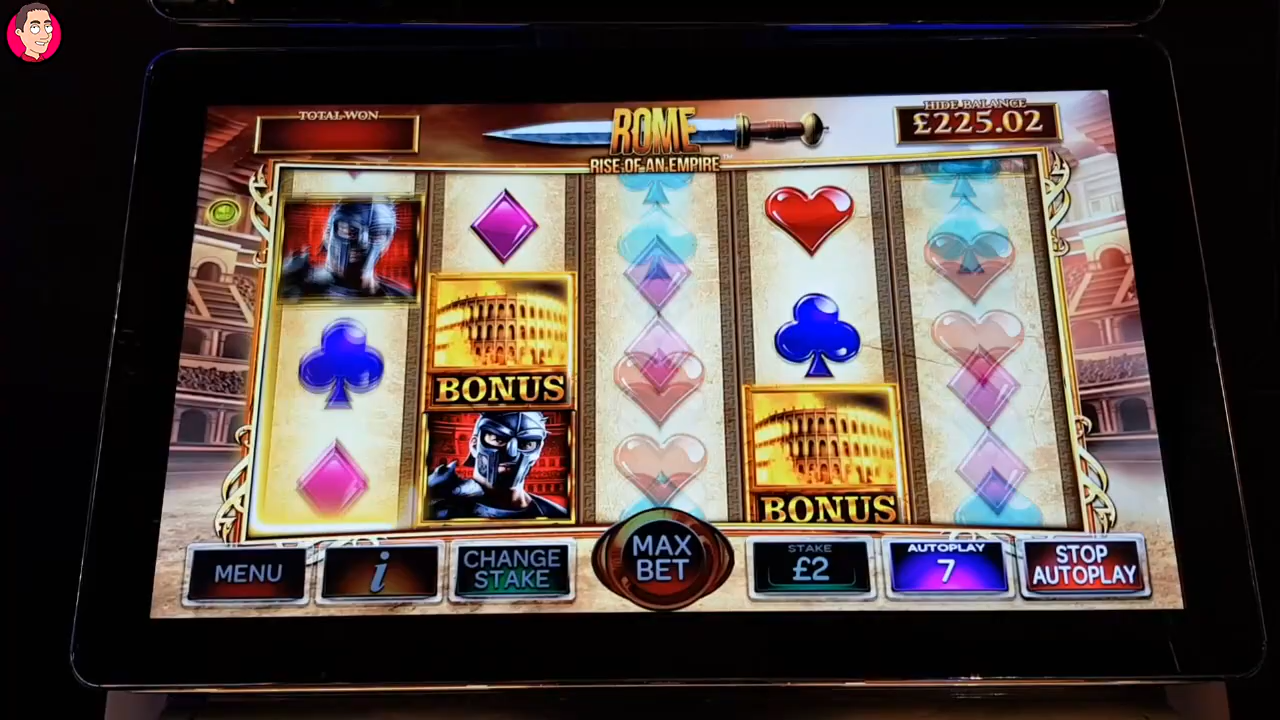 TOTAL WON
ROME
RISE OF AN EMPIRE™
HIDE BALANCE
£225.02
BONUS
BONUS
MENU
i
CHANGE
STAKE
MAX
BET
STAKE
£2
AUTOPLAY
7
STOP
AUTOPLAY